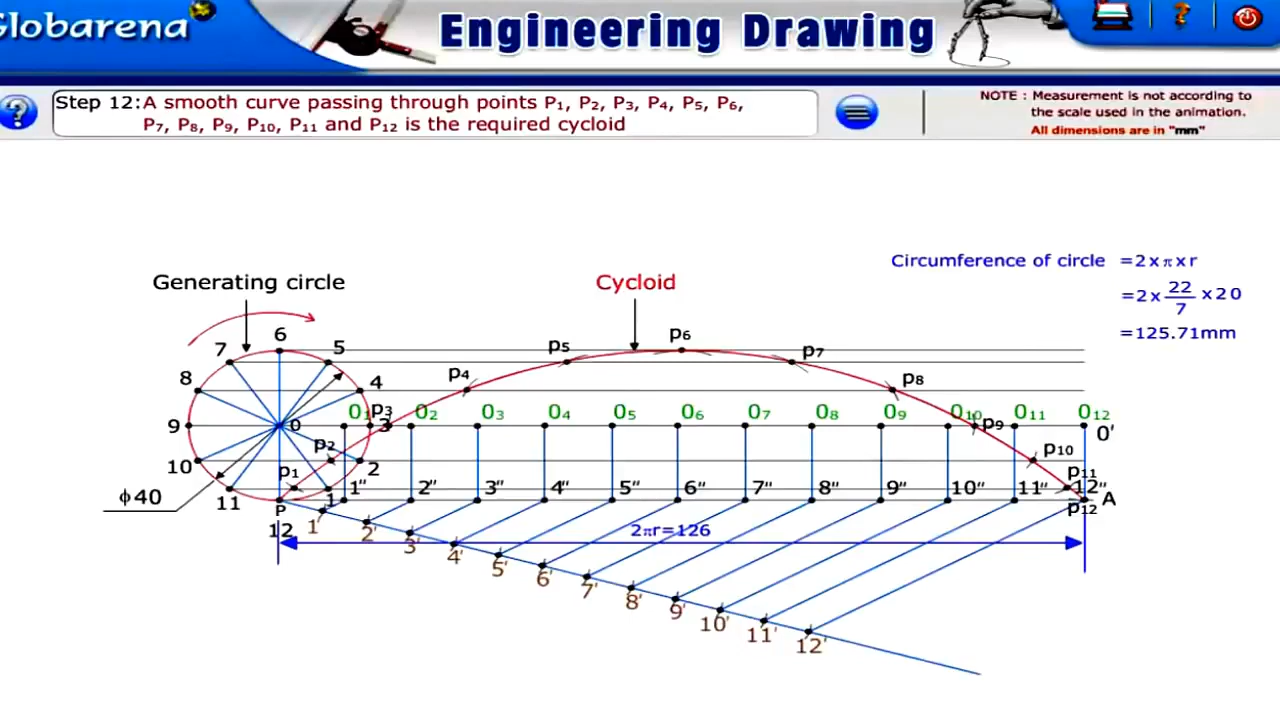 Globarena
Engineering Drawing
Step 12:A smooth curve passing through points P₁, P₂, P₃, P₄, P₅, P₆,
P₇, P₈, P₉, P₁₀, P₁₁ and P₁₂ is the required cycloid
NOTE : Measurement is not according to
the scale used in the animation.
All dimensions are in "mm"
Circumference of circle =2xπxr
=2x 22/7 x20
=125.71mm
Generating circle
Cycloid
6
7
5
8
4
9
0
3
10
2
11
1
P
12
ϕ40
p₁
p₂
p₃
p₄
p₅
p₆
p₇
p₈
p₉
p₁₀
p₁₁
p₁₂
0₁ 0₂ 0₃ 0₄ 0₅ 0₆ 0₇ 0₈ 0₉ 0₁₀ 0₁₁ 0₁₂
0'
1" 2" 3" 4" 5" 6" 7" 8" 9" 10" 11" 12"
A
2πr=126
1' 2' 3' 4' 5' 6' 7' 8' 9' 10' 11' 12'